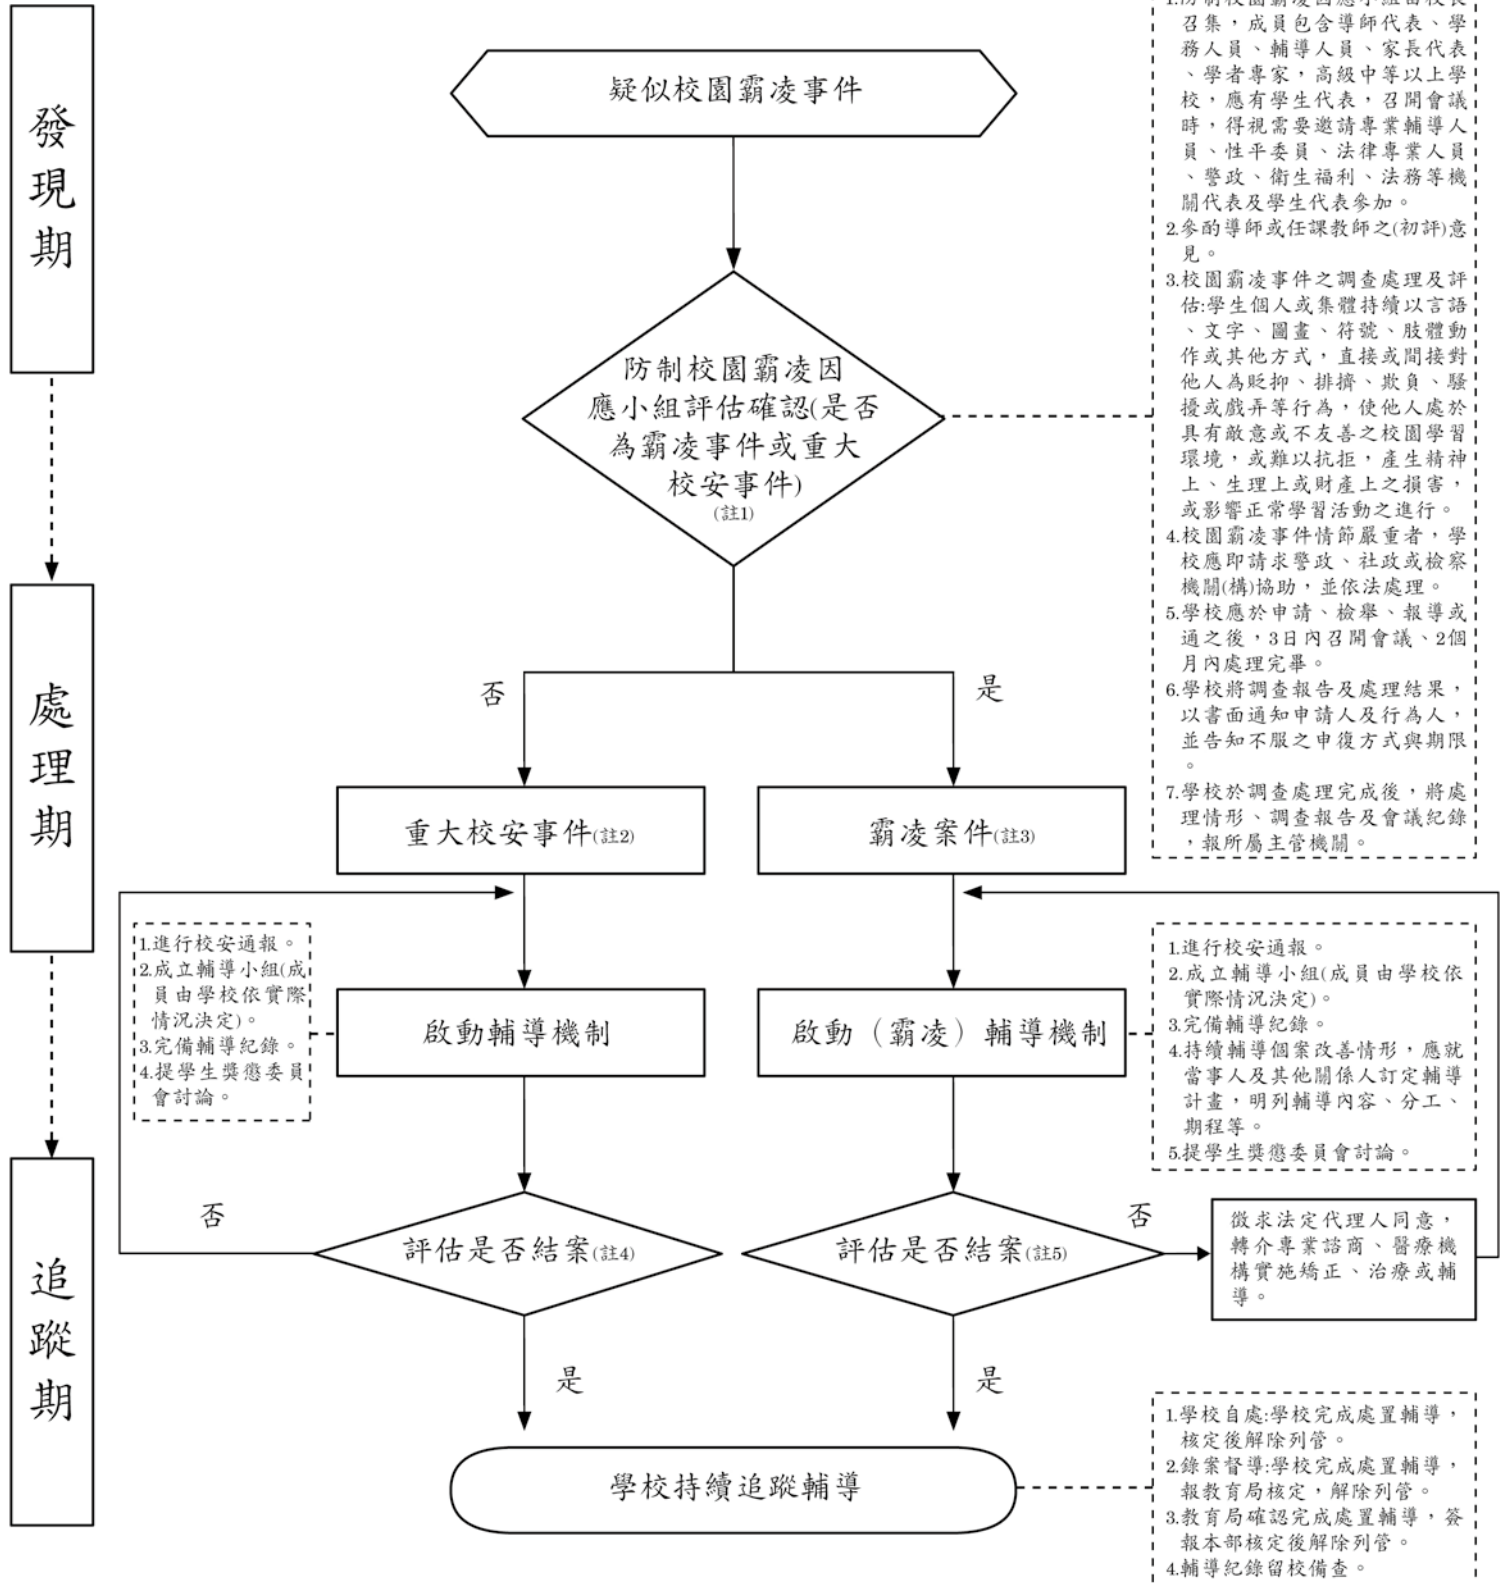 發現期
處理期
追蹤期
疑似校園霸凌事件
防制校園霸凌因
應小組評估確認(是否
為霸凌事件或重大
校安事件)
(註1)
1.防制校園霸凌因應小組由校長
召集，成員包含導師代表、學
務人員、輔導人員、家長代表
、學者專家，高級中等以上學
校，應有學生代表，召開會議
時，得視需要邀請專業輔導人
員、性平委員、法律專業人員
、警政、衛生福利、法務等機
關代表及學生代表參加。
2.參酌導師或任課教師之(初評)意
見。
3.校園霸凌事件之調查處理及評
估:學生個人或集體持續以言語
、文字、圖畫、符號、肢體動
作或其他方式，直接或間接對
他人為貶抑、排擠、欺負、騷
擾或戲弄等行為，使他人處於
具有敵意或不友善之校園學習
環境，或難以抗拒，產生精神
上、生理上或財產上之損害，
或影響正常學習活動之進行。
4.校園霸凌事件情節嚴重者，學
校應即請求警政、社政或檢察
機關(構)協助，並依法處理。
5.學校應於申請、檢舉、報導或
通之後，3日內召開會議、2個
月內處理完畢。
6.學校將調查報告及處理結果，
以書面通知申請人及行為人，
並告知不服之申復方式與期限
。
7.學校於調查處理完成後，將處
理情形、調查報告及會議紀錄
，報所屬主管機關。
否
是
重大校安事件(註2)
霸凌案件(註3)
1.進行校安通報。
2.成立輔導小組(成
員由學校依實際
情況決定)。
3.完備輔導紀錄。
4.提學生獎懲委員
會討論。
啟動輔導機制
啟動（霸凌）輔導機制
1.進行校安通報。
2.成立輔導小組(成員由學校依
實際情況決定)。
3.完備輔導紀錄。
4.持續輔導個案改善情形，應就
當事人及其他關係人訂定輔導
計畫，明列輔導內容、分工、
期程等。
5.提學生獎懲委員會討論。
否
評估是否結案(註4)
評估是否結案(註5)
否
徵求法定代理人同意，
轉介專業諮商、醫療機
構實施矯正、治療或輔
導。
是
是
學校持續追蹤輔導
1.學校自處:學校完成處置輔導，
核定後解除列管。
2.錄案督導:學校完成處置輔導，
報教育局核定，解除列管。
3.教育局確認完成處置輔導，簽
報本部核定後解除列管。
4.輔導紀錄留校備查。